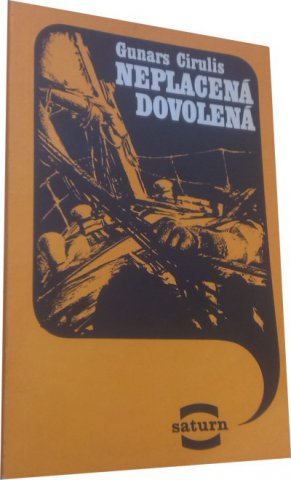 Gunars Cirulis
NEPLACENÁ
DOVOLENÁ
saturn